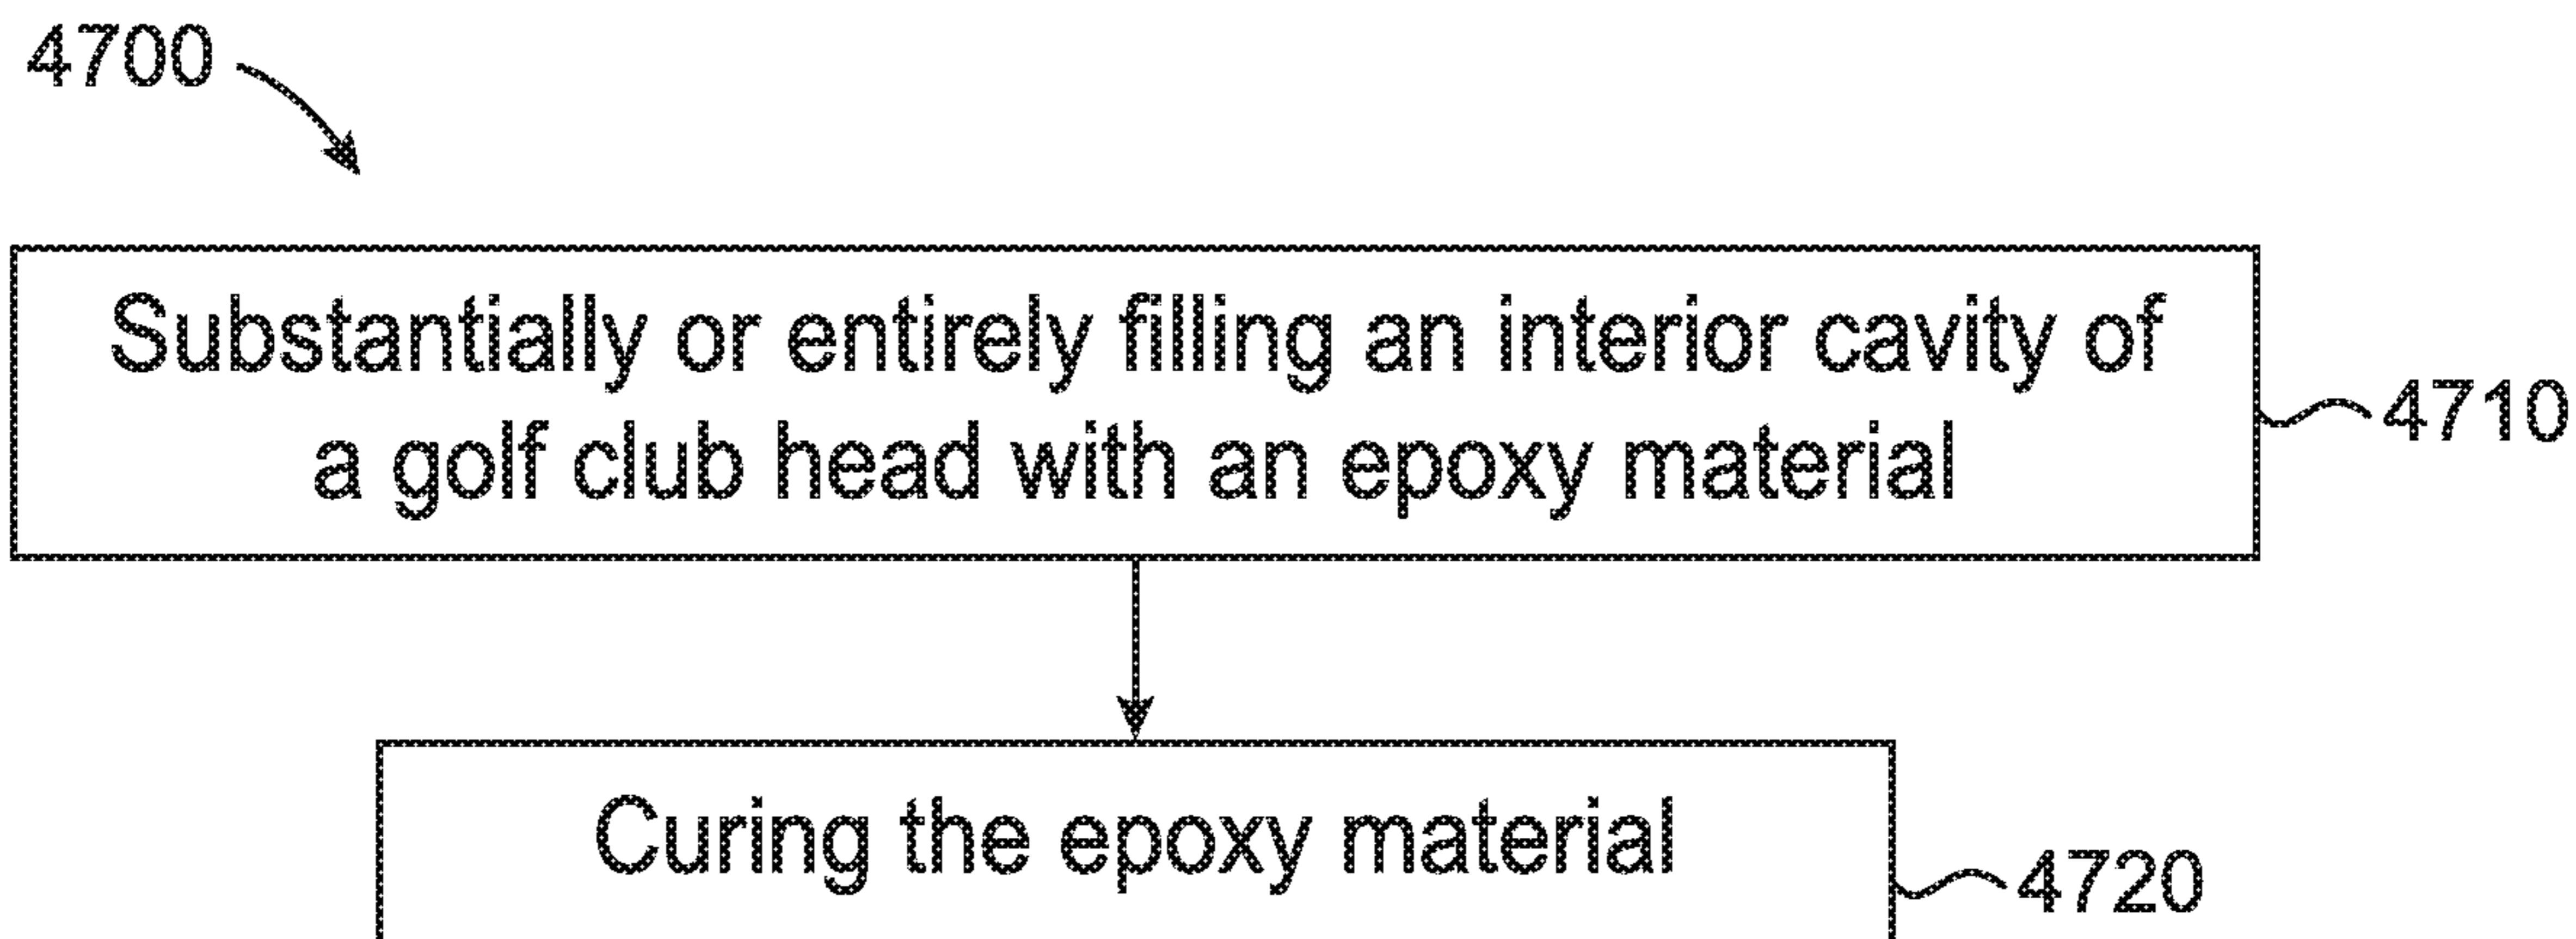 4700
Substantially or entirely filling an interior cavity of
a golf club head with an epoxy material
4710
Curing the epoxy material
4720